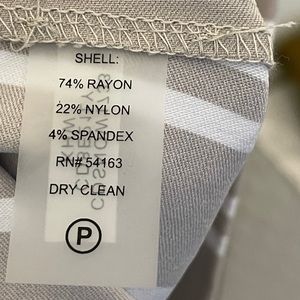 SHELL:
74% RAYON
22% NYLON
4% SPANDEX
RN# 54163
DRY CLEAN
P